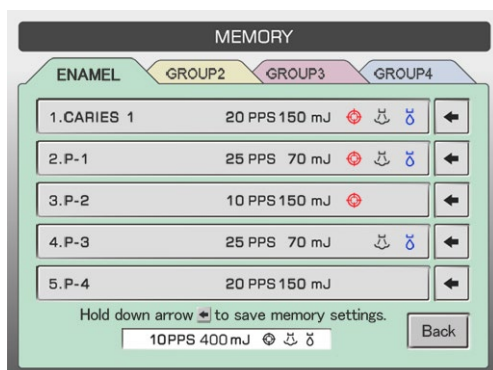 MEMORY
ENAMEL GROUP2 GROUP3 GROUP4
1.CARIES 1 20 PPS 150 mJ
2.P-1 25 PPS 70 mJ
3.P-2 10 PPS 150 mJ
4.P-3 25 PPS 70 mJ
5.P-4 20 PPS 150 mJ
Hold down arrow to save memory settings.
10PPS 400mJ
Back